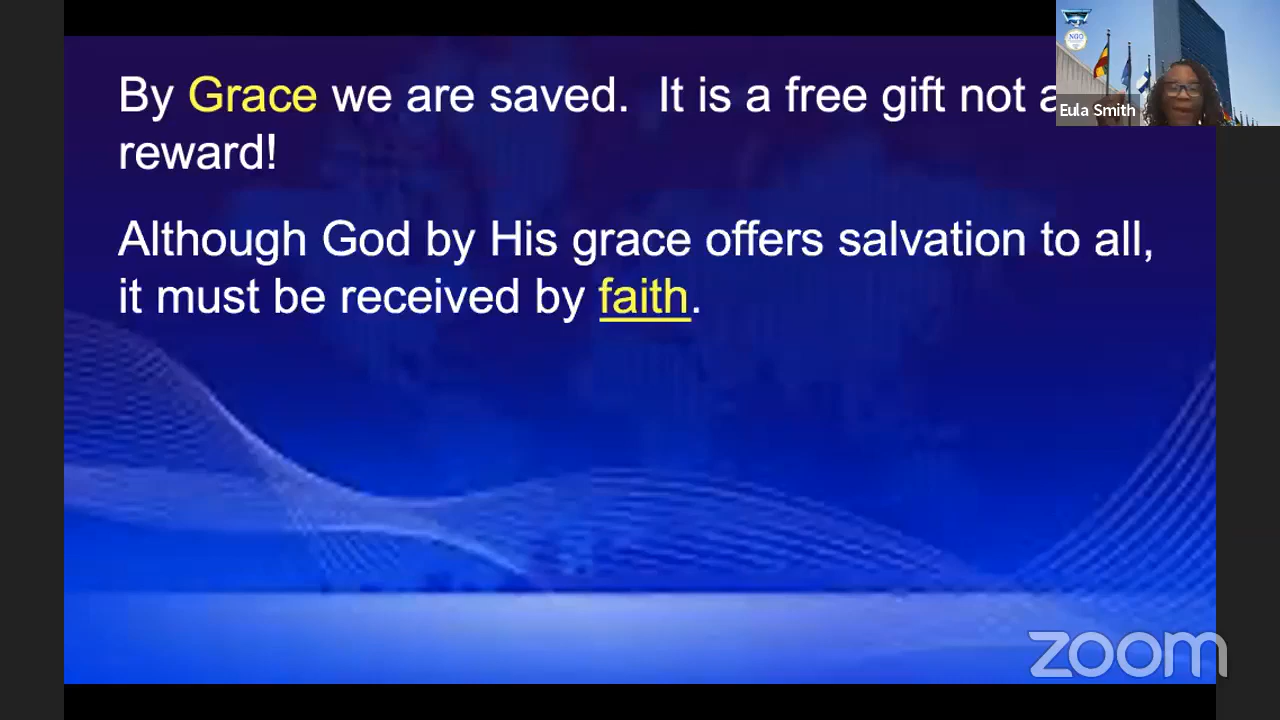 By Grace we are saved.  It is a free gift not a
reward!
Although God by His grace offers salvation to all,
it must be received by faith.
NGO
Eula Smith
zoom